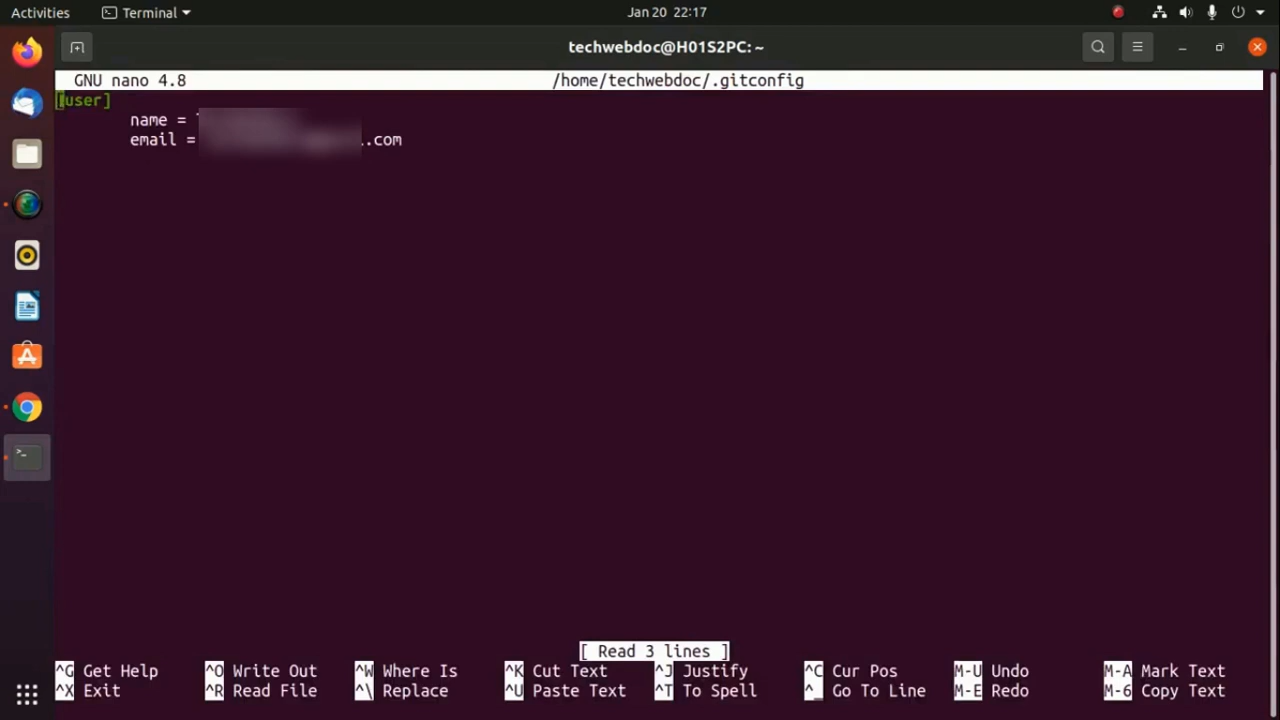 Activities Terminal Jan 20 22:17
techwebdoc@H01S2PC: ~
GNU nano 4.8 /home/techwebdoc/.gitconfig
[user]
name =
email = .com
[ Read 3 lines ]
^G Get Help ^O Write Out ^W Where Is ^K Cut Text ^J Justify ^C Cur Pos M-U Undo M-A Mark Text
^X Exit ^R Read File ^\ Replace ^U Paste Text ^T To Spell ^_ Go To Line M-E Redo M-6 Copy Text